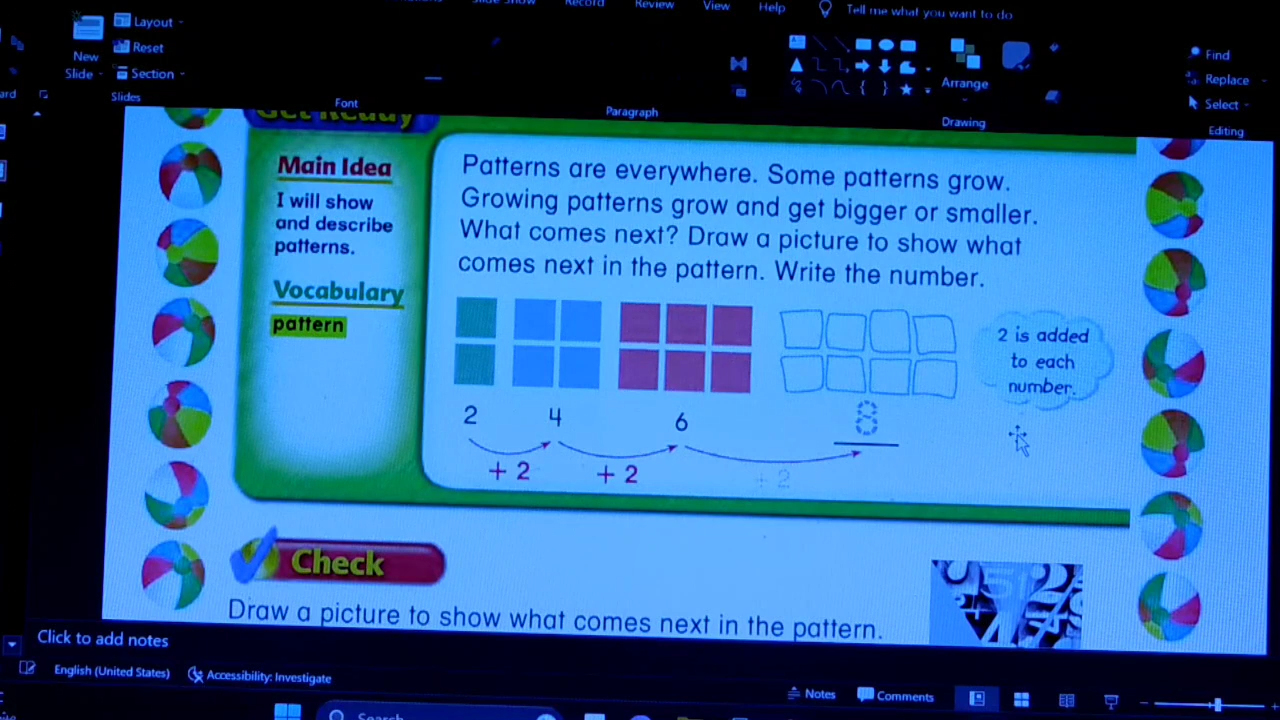 Record
Review
View
Help
Tell me what you want to do
Layout
Reset
Section
New
Slide
Slides
Font
Paragraph
Arrange
Drawing
Find
Replace
Select
Editing
Get Ready
Main Idea
I will show
and describe
patterns.
Vocabulary
pattern
Patterns are everywhere. Some patterns grow.
Growing patterns grow and get bigger or smaller.
What comes next? Draw a picture to show what
comes next in the pattern. Write the number.
2 is added
to each
number.
2 4 6 8
+ 2 + 2 + 2
Check
Draw a picture to show what comes next in the pattern.
Click to add notes
English (United States)
Accessibility: Investigate
Notes
Comments
Search